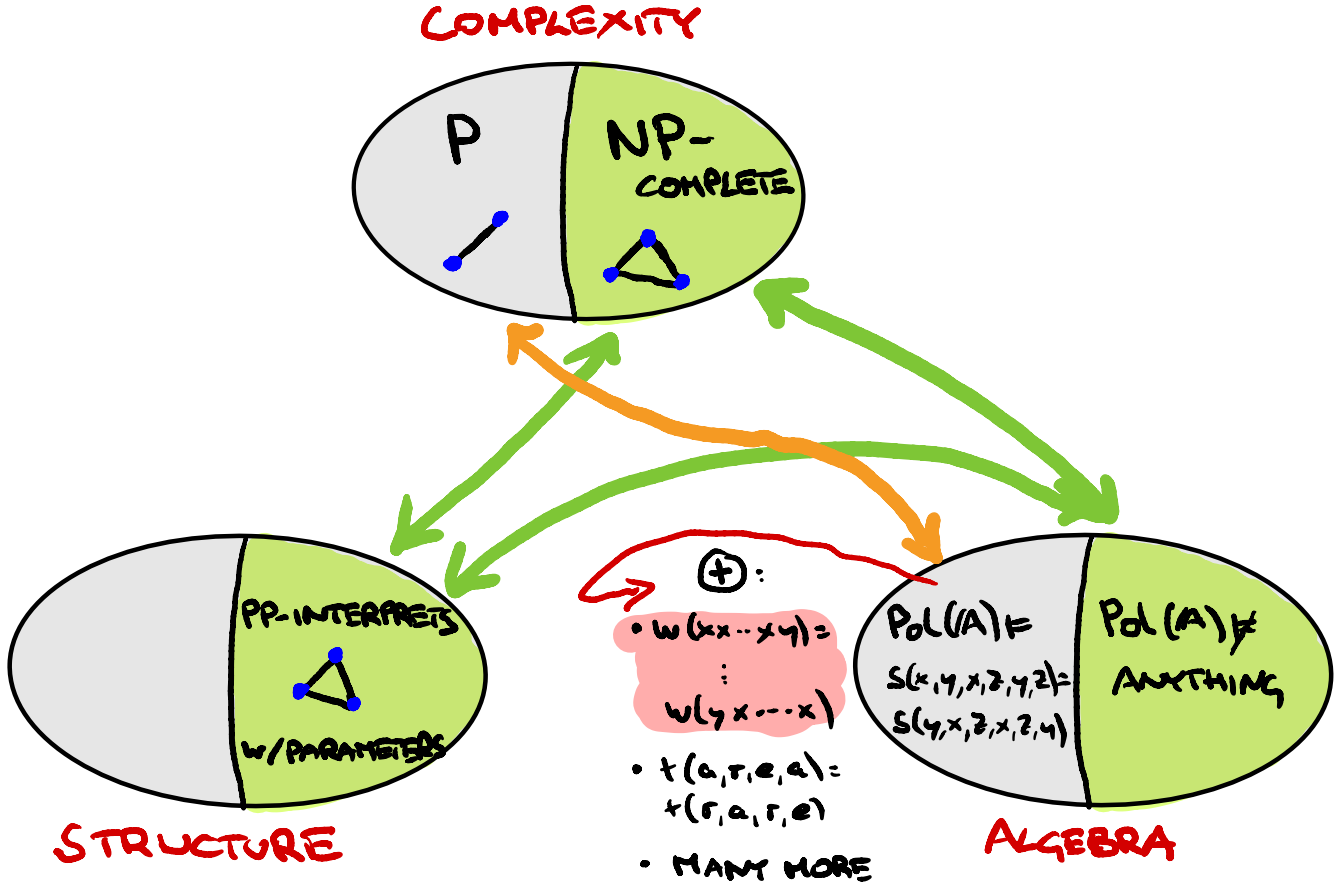 COMPLEXITY
P
NP-
COMPLETE
PP-INTERPRETS
W/PARAMETERS
STRUCTURE
+ :
• w(xx··xy)=
⋮
w(yx···x)
• t(a,r,e,a)=
t(r,a,r,e)
• MANY MORE
Pol(A) ⊨
S(x,y,x,z,y,z)=
S(y,x,z,x,z,y)
Pol(A) ⊭
ANYTHING
ALGEBRA